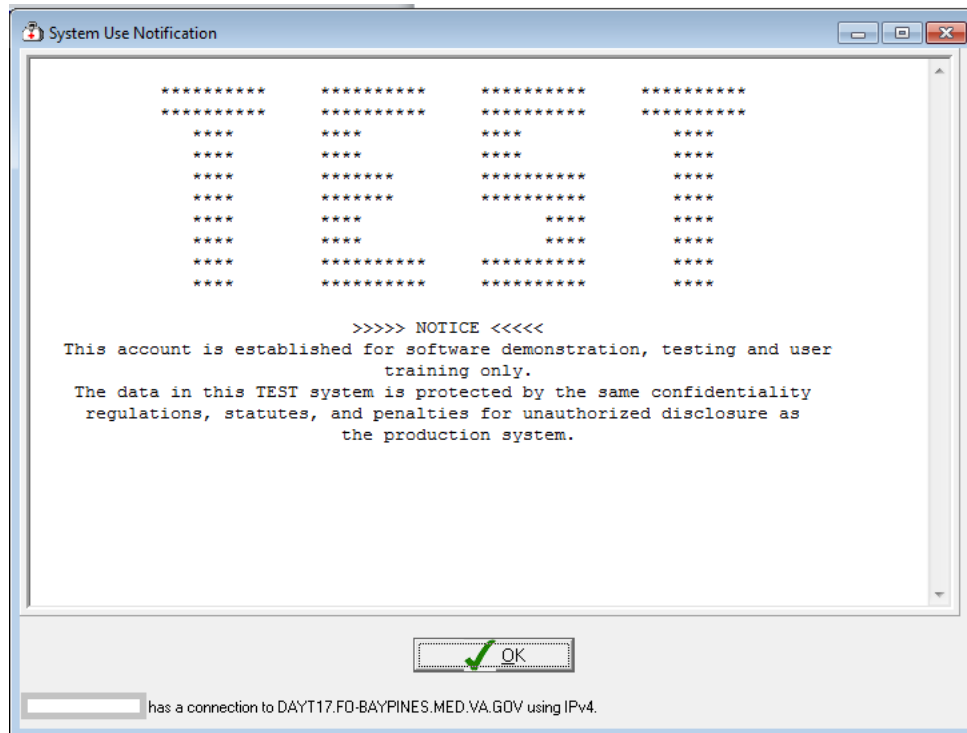 System Use Notification
**********     **********     **********     **********
**********     **********     **********     **********
   ****        ****           ****              ****
   ****        ****           ****              ****
   ****        *******        **********        ****
   ****        *******        **********        ****
   ****        ****                 ****        ****
   ****        ****                 ****        ****
   ****        **********     **********        ****
   ****        **********     **********        ****
>>>>> NOTICE <<<<<
This account is established for software demonstration, testing and user
training only.
The data in this TEST system is protected by the same confidentiality
regulations, statutes, and penalties for unauthorized disclosure as
the production system.
OK
has a connection to DAYT17.FO-BAYPINES.MED.VA.GOV using IPv4.